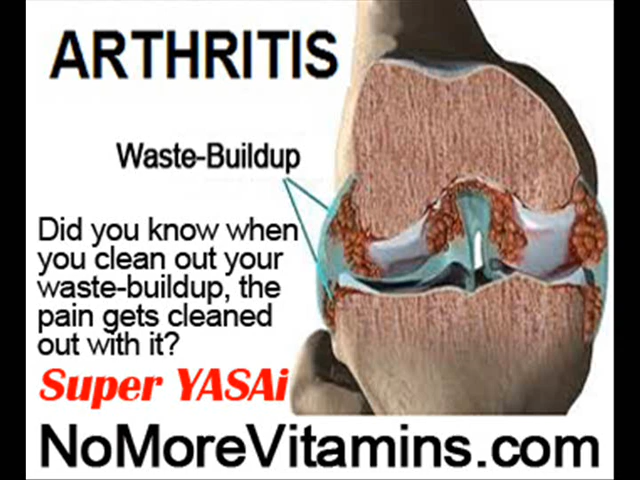 ARTHRITIS
Waste-Buildup
Did you know when
you clean out your
waste-buildup, the
pain gets cleaned
out with it?
Super YASAi
NoMoreVitamins.com